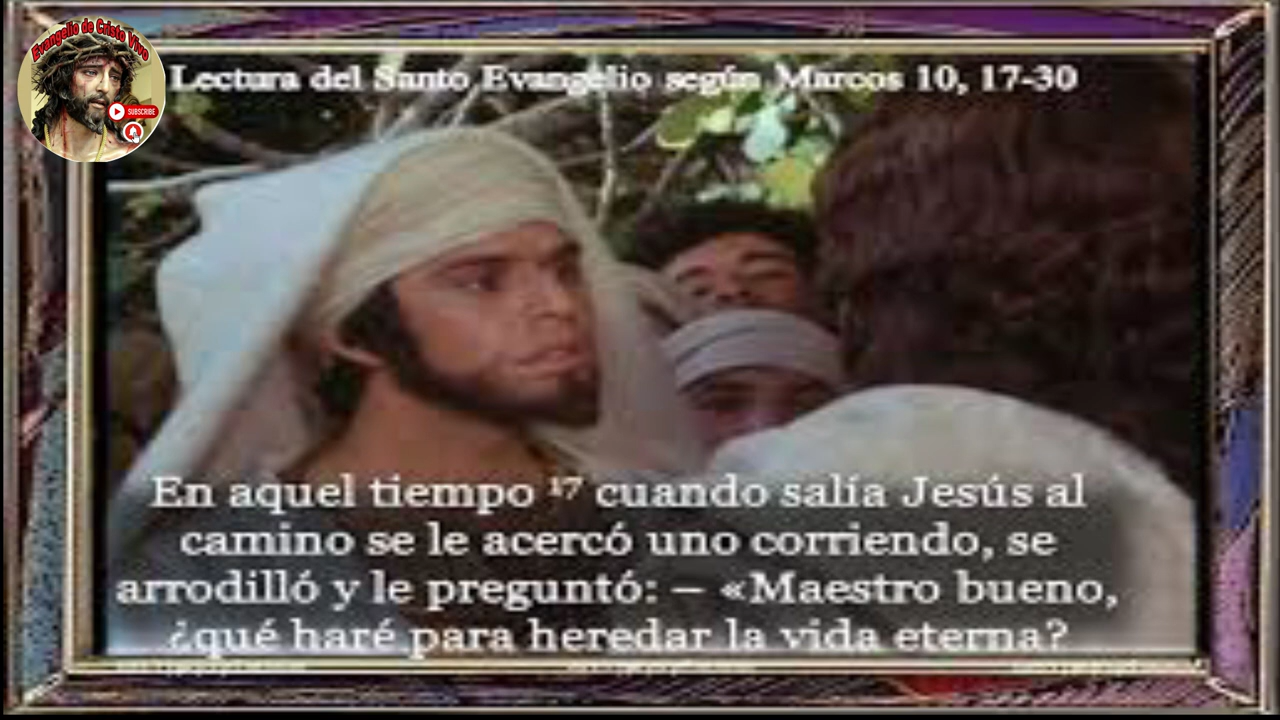 Evangelio de Cristo Vivo
SUBSCRIBE
Lectura del Santo Evangelio según Marcos 10, 17-30
En aquel tiempo ¹⁷ cuando salía Jesús al
camino se le acercó uno corriendo, se
arrodilló y le preguntó: – «Maestro bueno,
¿qué haré para heredar la vida eterna?